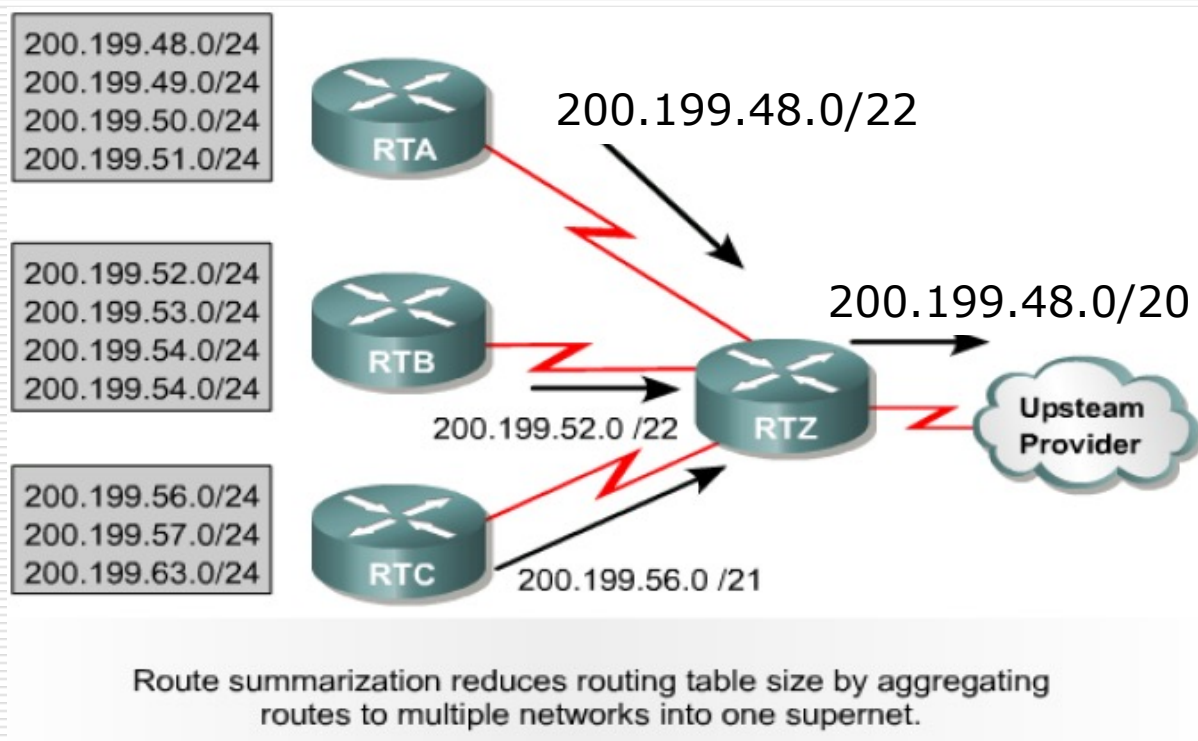 200.199.48.0/24
200.199.49.0/24
200.199.50.0/24
200.199.51.0/24
RTA
200.199.48.0/22
200.199.52.0/24
200.199.53.0/24
200.199.54.0/24
200.199.54.0/24
RTB
200.199.52.0 /22
200.199.48.0/20
RTZ
Upsteam
Provider
200.199.56.0/24
200.199.57.0/24
200.199.63.0/24
RTC
200.199.56.0 /21
Route summarization reduces routing table size by aggregating
routes to multiple networks into one supernet.